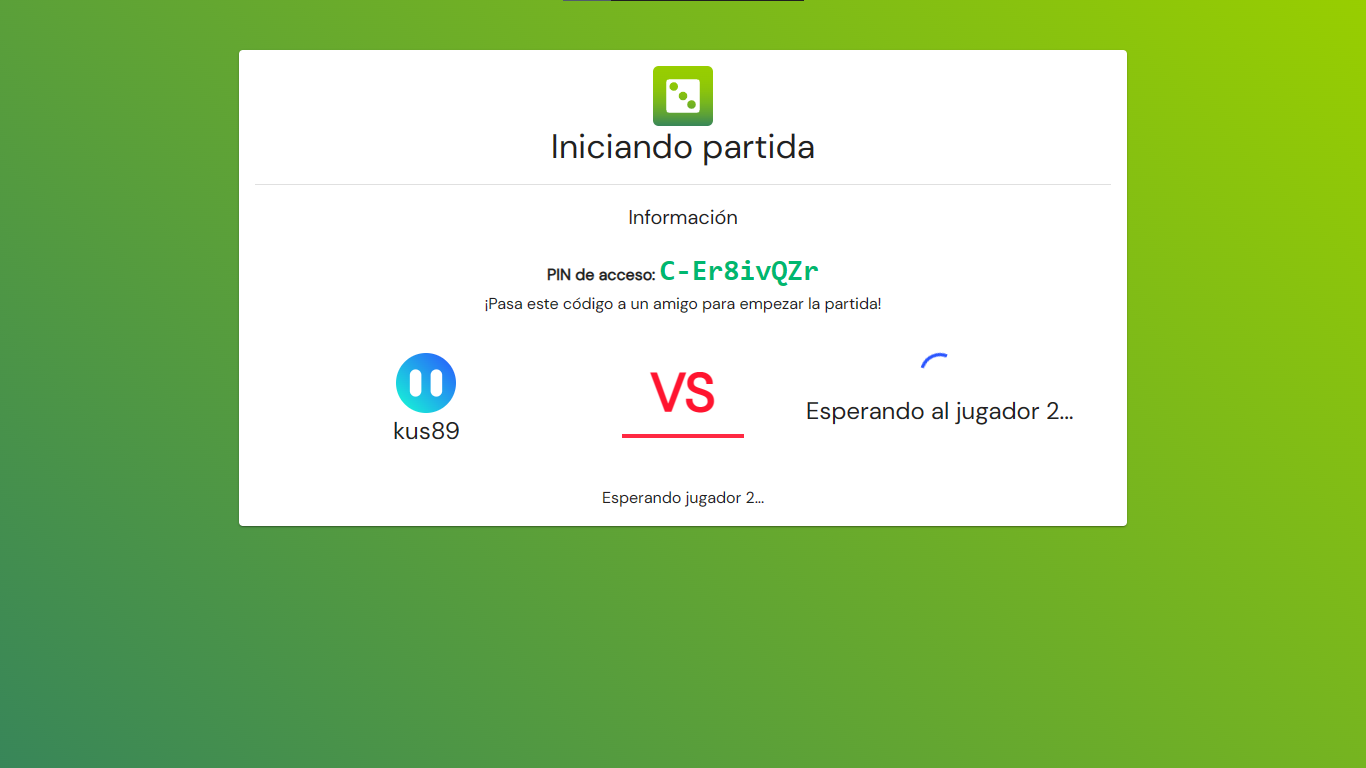 Iniciando partida
Información
PIN de acceso: C-Er8ivQZr
¡Pasa este código a un amigo para empezar la partida!
kus89
VS
Esperando al jugador 2...
Esperando jugador 2...